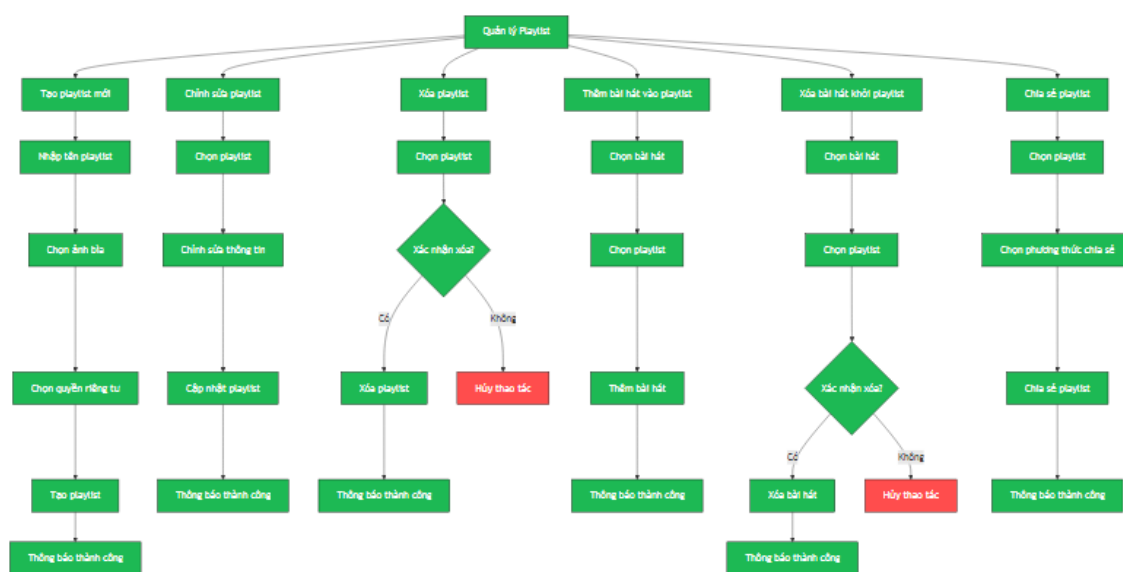 Quản lý Playlist
Tạo playlist mới
Chỉnh sửa playlist
Xóa playlist
Thêm bài hát vào playlist
Xóa bài hát khỏi playlist
Chia sẻ playlist
Nhập tên playlist
Chọn playlist
Chọn playlist
Chọn bài hát
Chọn bài hát
Chọn playlist
Chọn ảnh bìa
Chỉnh sửa thông tin
Xác nhận xóa?
Chọn playlist
Chọn playlist
Chọn phương thức chia sẻ
Có
Không
Chọn quyền riêng tư
Cập nhật playlist
Xóa playlist
Hủy thao tác
Thêm bài hát
Xác nhận xóa?
Chia sẻ playlist
Có
Không
Tạo playlist
Thông báo thành công
Thông báo thành công
Thông báo thành công
Xóa bài hát
Hủy thao tác
Thông báo thành công
Thông báo thành công
Thông báo thành công